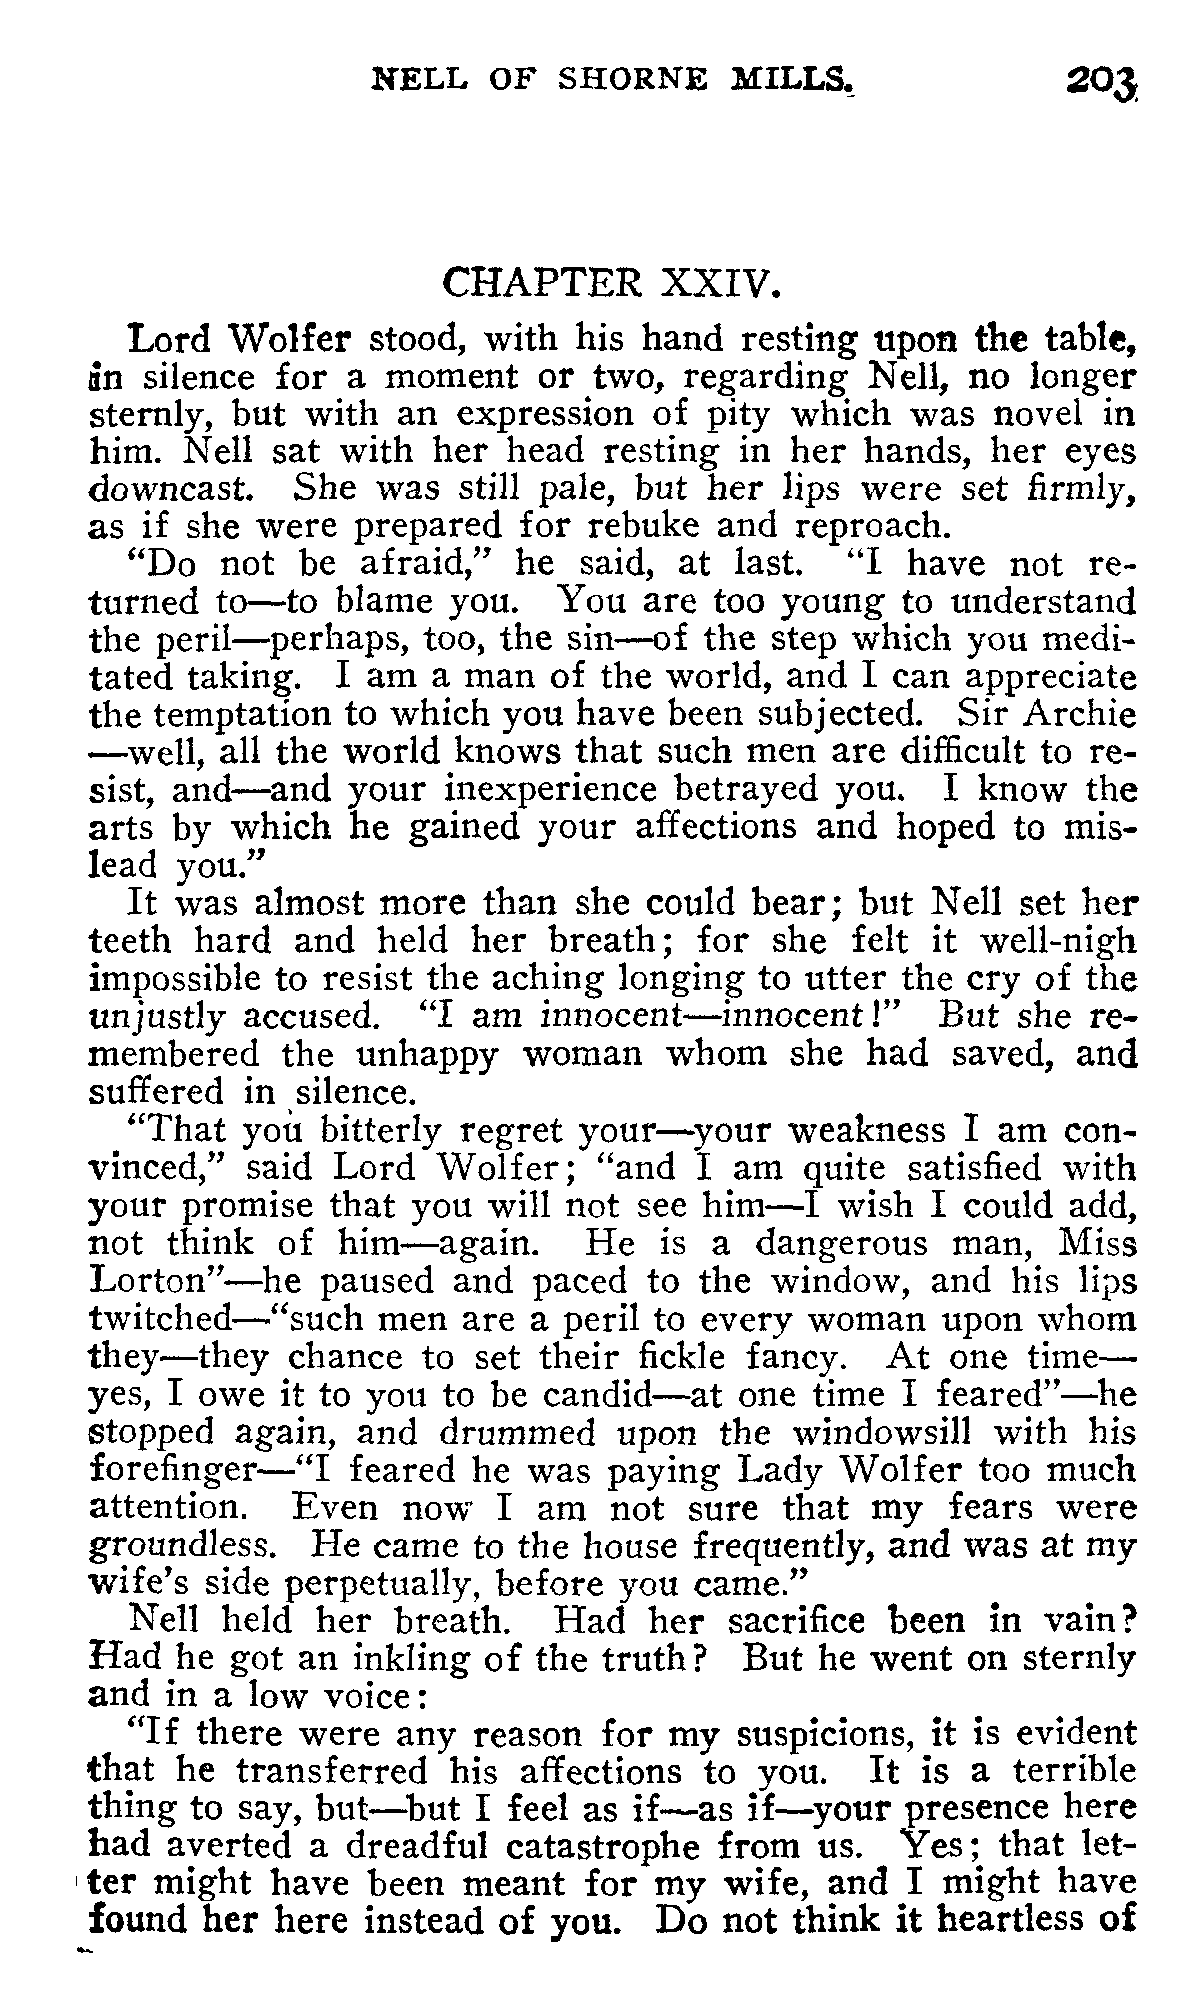 NELL OF SHORNE MILLS. 203
CHAPTER XXIV.
Lord Wolfer stood, with his hand resting upon the table,
in silence for a moment or two, regarding Nell, no longer
sternly, but with an expression of pity which was novel in
him. Nell sat with her head resting in her hands, her eyes
downcast. She was still pale, but her lips were set firmly,
as if she were prepared for rebuke and reproach.
"Do not be afraid," he said, at last. "I have not re-
turned to—to blame you. You are too young to understand
the peril—perhaps, too, the sin—of the step which you medi-
tated taking. I am a man of the world, and I can appreciate
the temptation to which you have been subjected. Sir Archie
—well, all the world knows that such men are difficult to re-
sist, and—and your inexperience betrayed you. I know the
arts by which he gained your affections and hoped to mis-
lead you."
It was almost more than she could bear; but Nell set her
teeth hard and held her breath; for she felt it well-nigh
impossible to resist the aching longing to utter the cry of the
unjustly accused. "I am innocent—innocent!" But she re-
membered the unhappy woman whom she had saved, and
suffered in silence.
"That you bitterly regret your—your weakness I am con-
vinced," said Lord Wolfer; "and I am quite satisfied with
your promise that you will not see him—I wish I could add,
not think of him—again. He is a dangerous man, Miss
Lorton"—he paused and paced to the window, and his lips
twitched—"such men are a peril to every woman upon whom
they—they chance to set their fickle fancy. At one time—
yes, I owe it to you to be candid—at one time I feared"—he
stopped again, and drummed upon the windowsill with his
forefinger—"I feared he was paying Lady Wolfer too much
attention. Even now I am not sure that my fears were
groundless. He came to the house frequently, and was at my
wife's side perpetually, before you came."
Nell held her breath. Had her sacrifice been in vain?
Had he got an inkling of the truth? But he went on sternly
and in a low voice:
"If there were any reason for my suspicions, it is evident
that he transferred his affections to you. It is a terrible
thing to say, but—but I feel as if—as if—your presence here
had averted a dreadful catastrophe from us. Yes; that let-
ter might have been meant for my wife, and I might have
found her here instead of you. Do not think it heartless of